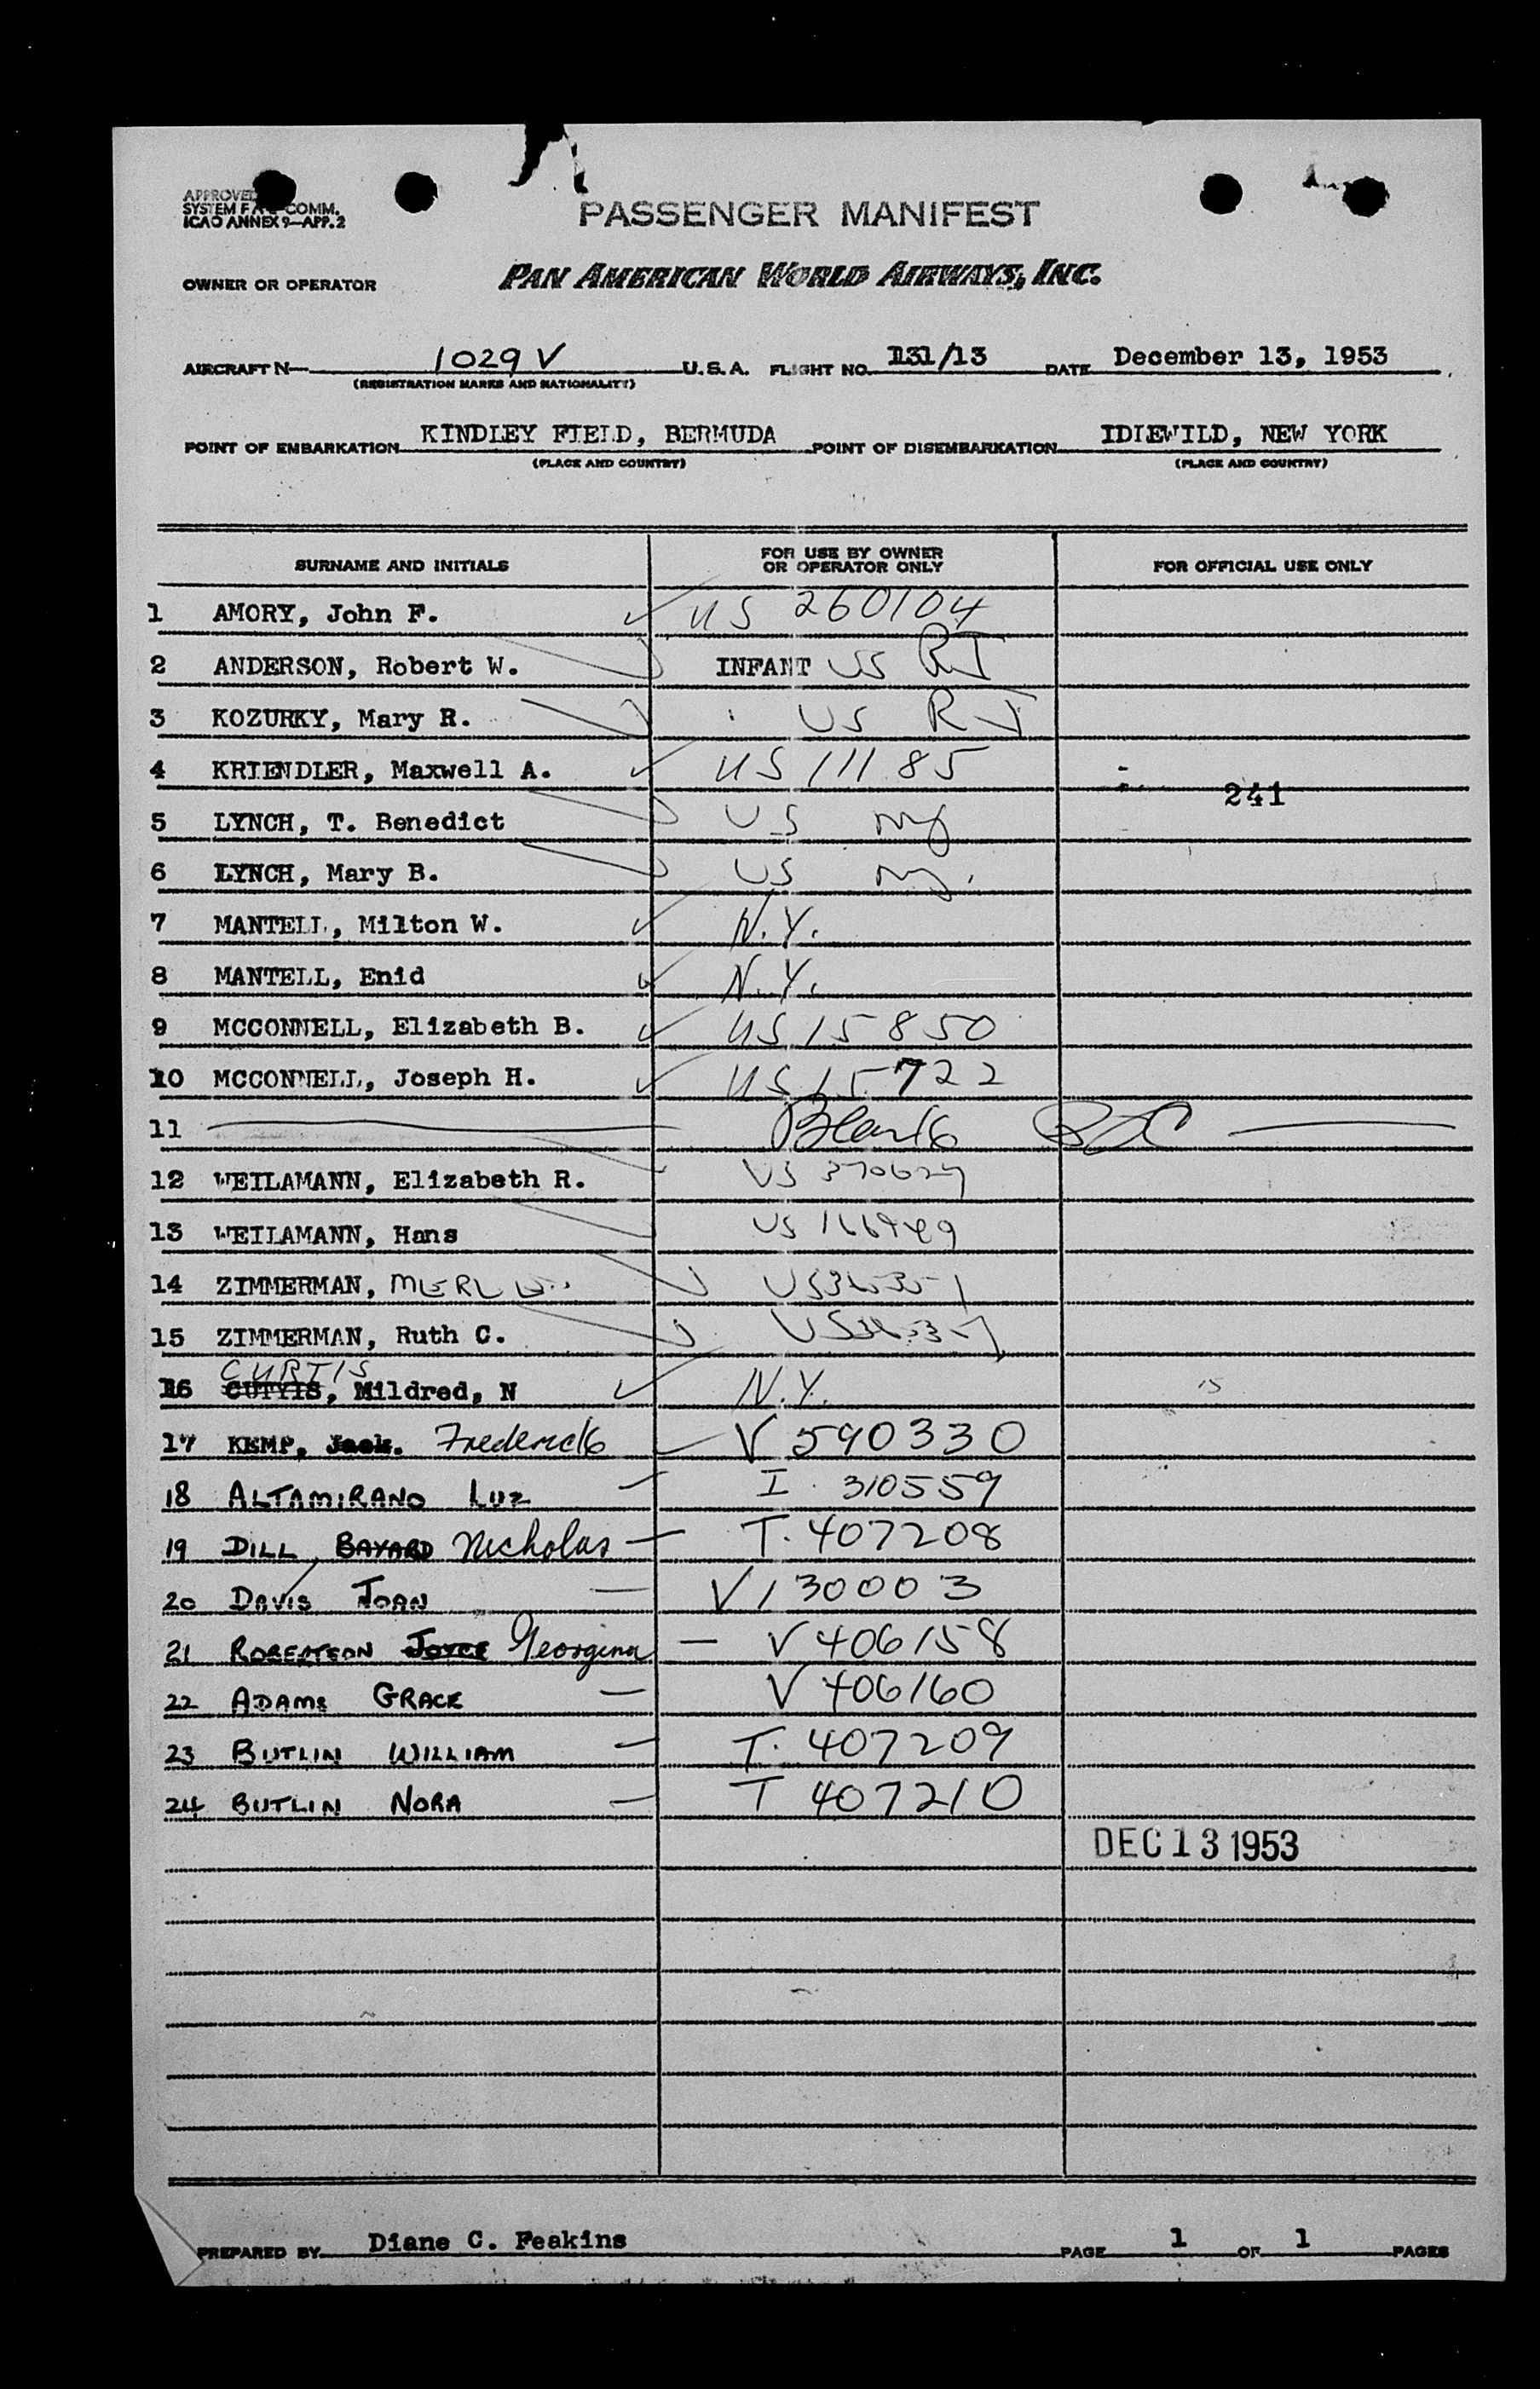 APPROVED
SYSTEM F COMM.
ICAO ANNEX 9—APP. 2
PASSENGER MANIFEST
OWNER OR OPERATOR PAN AMERICAN WORLD AIRWAYS, INC.
AIRCRAFT N— 1029 V U.S.A. FLIGHT NO. 131/13 DATE December 13, 1953
(REGISTRATION MARKS AND NATIONALITY)
POINT OF EMBARKATION KINDLEY FIELD, BERMUDA POINT OF DISEMBARKATION IDLEWILD, NEW YORK
(PLACE AND COUNTRY) (PLACE AND COUNTRY)
SURNAME AND INITIALS FOR USE BY OWNER OR OPERATOR ONLY FOR OFFICIAL USE ONLY
1 AMORY, John F. US 260104
2 ANDERSON, Robert W. INFANT US
3 KOZURKY, Mary R. US
4 KRIENDLER, Maxwell A. US 111185
241
5 LYNCH, T. Benedict US NY
6 LYNCH, Mary B. US NY.
7 MANTELL, Milton W. N.Y.
8 MANTELL, Enid N.Y.
9 MCCONNELL, Elizabeth B. US 15850
10 MCCONNELL, Joseph H. US 15722
11 Blank
12 WEILAMANN, Elizabeth R. US
13 WEILAMANN, Hans US
14 ZIMMERMAN, MERL
15 ZIMMERMAN, Ruth C.
CURTIS
16 CUTYIS, Mildred, N N.Y.
17 KEMP, Jack. Frederick V 590330
18 ALTAMIRANO LUZ I. 310559
19 DILL, BAYARD Nicholas T. 407208
20 DAVIS JOAN V 130003
21 ROBERTSON JOYCE Georgina V 406158
22 ADAMS GRACE V 406160
23 BUTLIN WILLIAM T. 407209
24 BUTLIN NORA T 407210
DEC 13 1953
PREPARED BY Diane C. Feakins PAGE 1 OF 1 PAGES